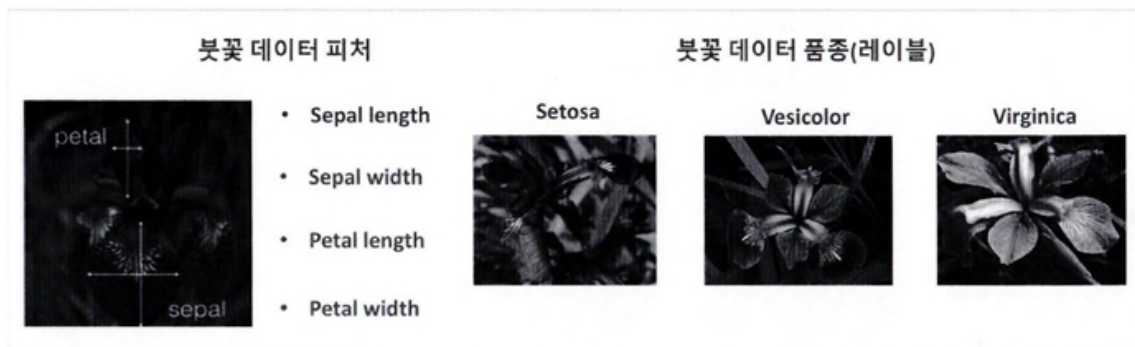 붓꽃 데이터 피처
petal
sepal
• Sepal length
• Sepal width
• Petal length
• Petal width
붓꽃 데이터 품종(레이블)
Setosa
Vesicolor
Virginica